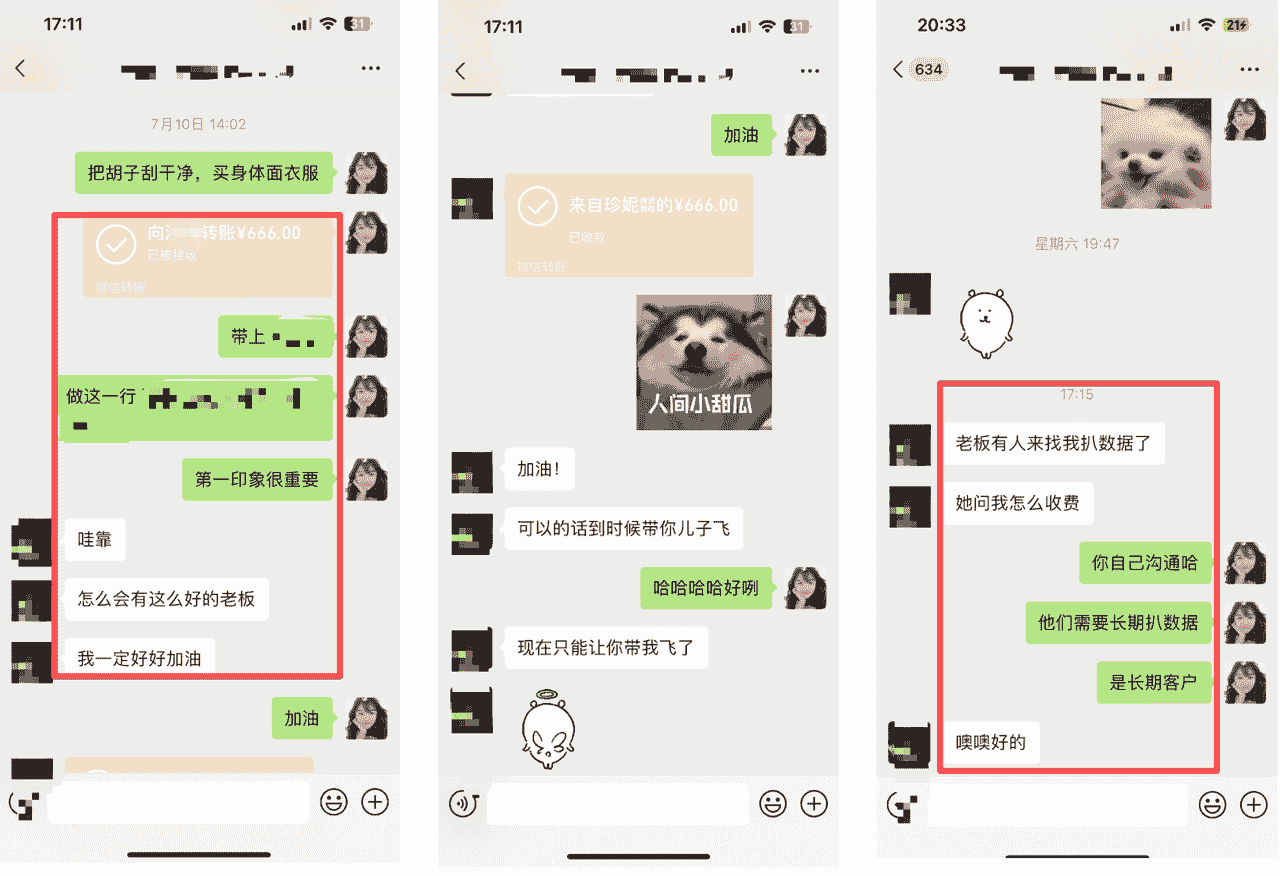 17:11
31
7月10日 14:02
把胡子刮干净，买身体面衣服
向 转账¥666.00
已被接收
微信转账
带上
做这一行
第一印象很重要
哇靠
怎么会有这么好的老板
我一定好好加油
加油
17:11
31
加油
来自珍妮 的¥666.00
已收款
微信转账
人间小甜瓜
加油！
可以的话到时候带你儿子飞
哈哈哈哈好咧
现在只能让你带我飞了
20:33
21
634
星期六 19:47
17:15
老板有人来找我扒数据了
她问我怎么收费
你自己沟通哈
他们需要长期扒数据
是长期客户
噢噢好的